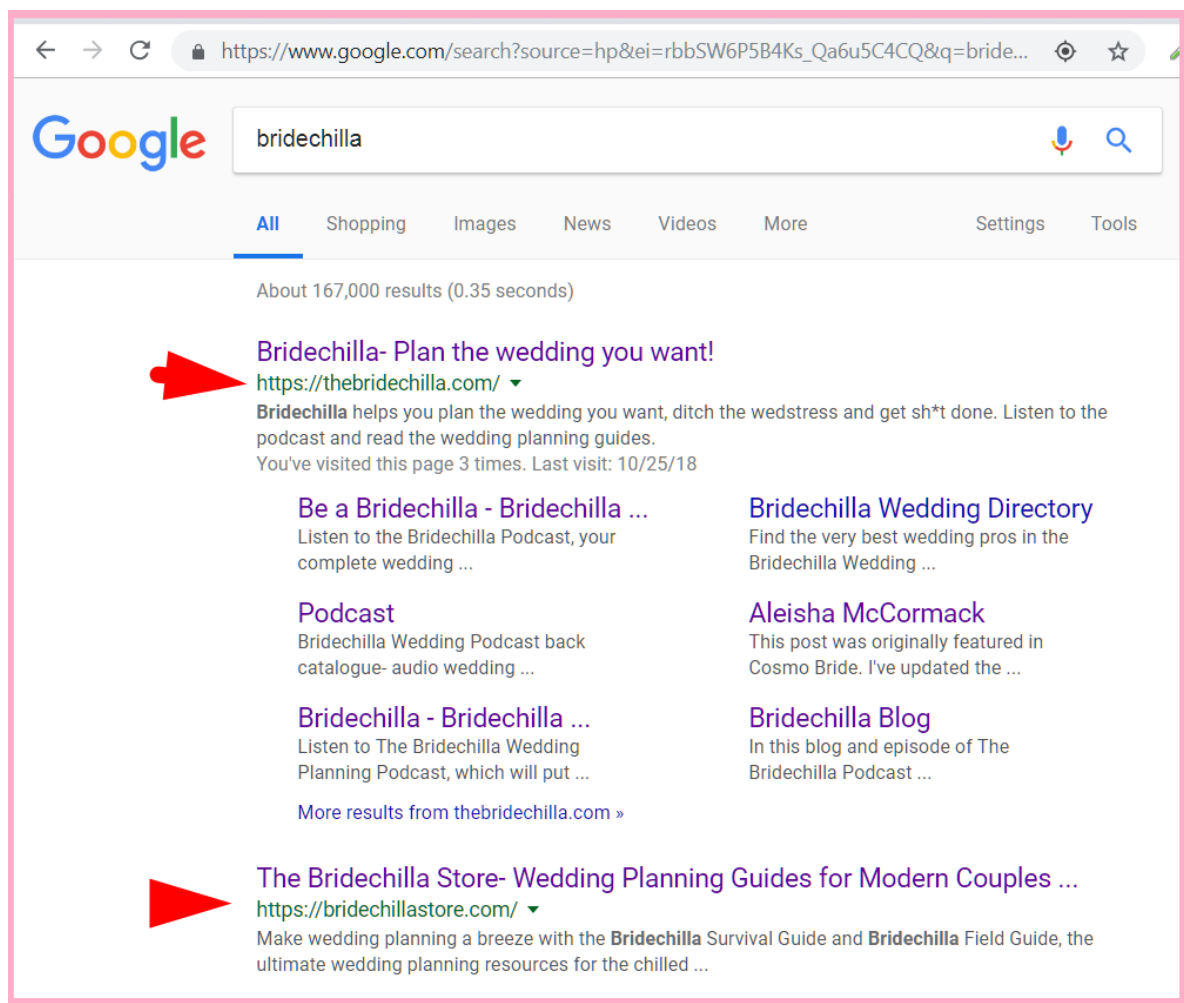 https://www.google.com/search?source=hp&ei=rbbSW6P5B4Ks_Qa6u5C4CQ&q=bride...
Google
bridechilla
All Shopping Images News Videos More Settings Tools
About 167,000 results (0.35 seconds)
Bridechilla- Plan the wedding you want!
https://thebridechilla.com/
Bridechilla helps you plan the wedding you want, ditch the wedstress and get sh*t done. Listen to the
podcast and read the wedding planning guides.
You've visited this page 3 times. Last visit: 10/25/18
Be a Bridechilla - Bridechilla ...
Listen to the Bridechilla Podcast, your
complete wedding ...
Bridechilla Wedding Directory
Find the very best wedding pros in the
Bridechilla Wedding ...
Podcast
Bridechilla Wedding Podcast back
catalogue- audio wedding ...
Aleisha McCormack
This post was originally featured in
Cosmo Bride. I've updated the ...
Bridechilla - Bridechilla ...
Listen to The Bridechilla Wedding
Planning Podcast, which will put ...
Bridechilla Blog
In this blog and episode of The
Bridechilla Podcast ...
More results from thebridechilla.com »
The Bridechilla Store- Wedding Planning Guides for Modern Couples ...
https://bridechillastore.com/
Make wedding planning a breeze with the Bridechilla Survival Guide and Bridechilla Field Guide, the
ultimate wedding planning resources for the chilled ...